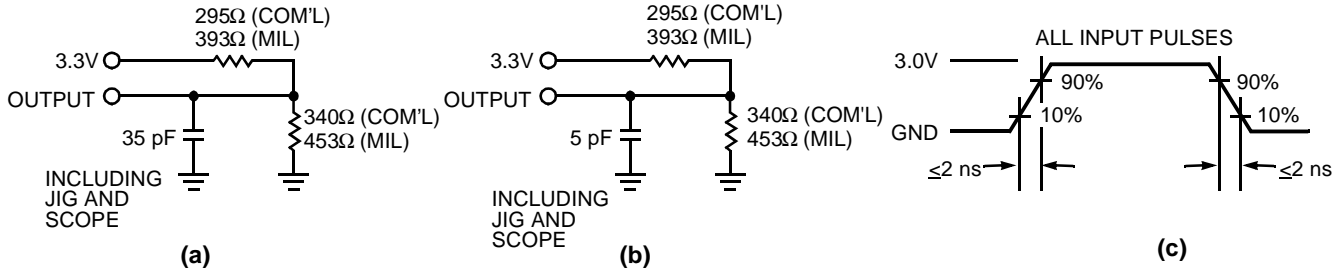 295Ω (COM'L)
393Ω (MIL)
3.3V
OUTPUT
35 pF
340Ω (COM'L)
453Ω (MIL)
INCLUDING
JIG AND
SCOPE
(a)
295Ω (COM'L)
393Ω (MIL)
3.3V
OUTPUT
5 pF
340Ω (COM'L)
453Ω (MIL)
INCLUDING
JIG AND
SCOPE
(b)
ALL INPUT PULSES
3.0V
90%
10%
90%
10%
GND
≤2 ns
≤2 ns
(c)